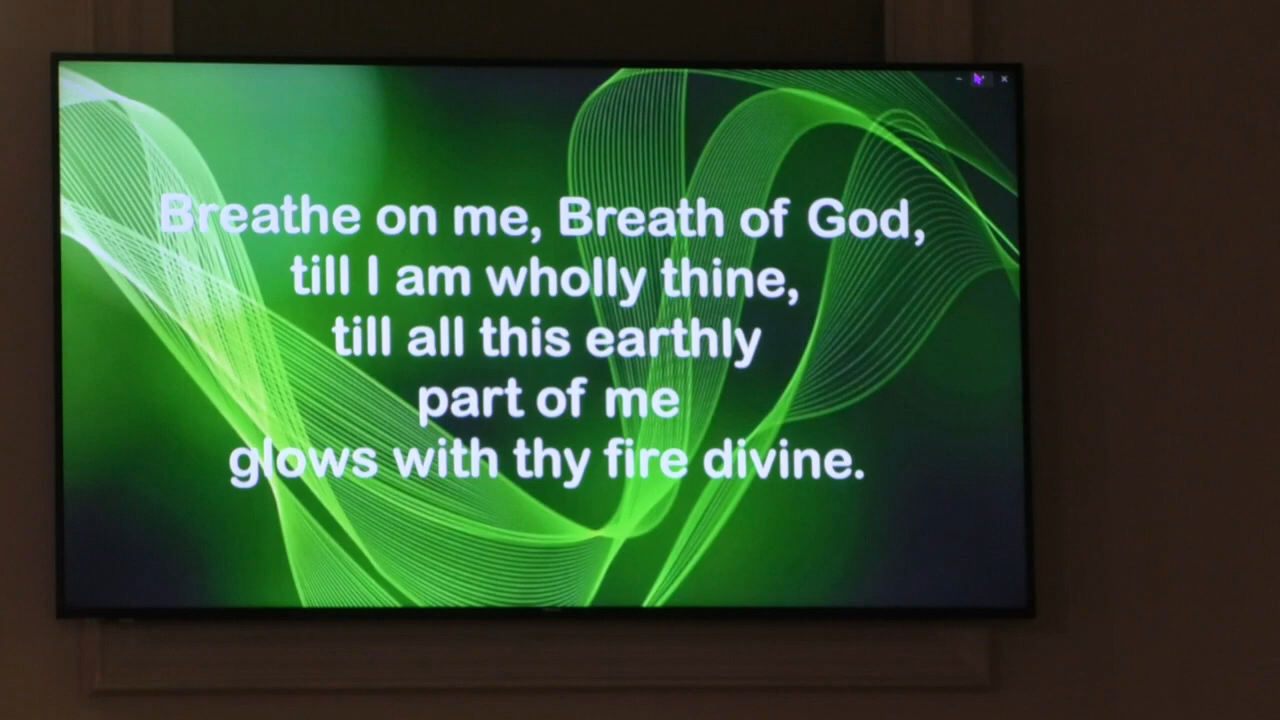 Breathe on me, Breath of God,
till I am wholly thine,
till all this earthly
part of me
glows with thy fire divine.